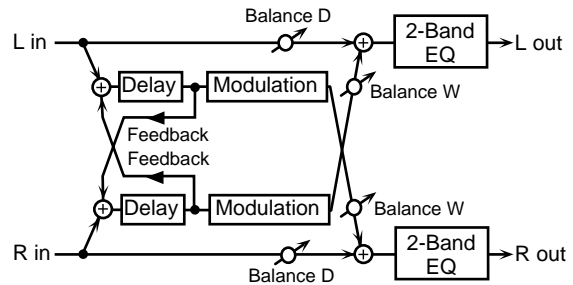 Balance D
L in
2-Band
EQ
L out
Delay
Modulation
Balance W
Feedback
Feedback
Delay
Modulation
Balance W
R in
Balance D
2-Band
EQ
R out